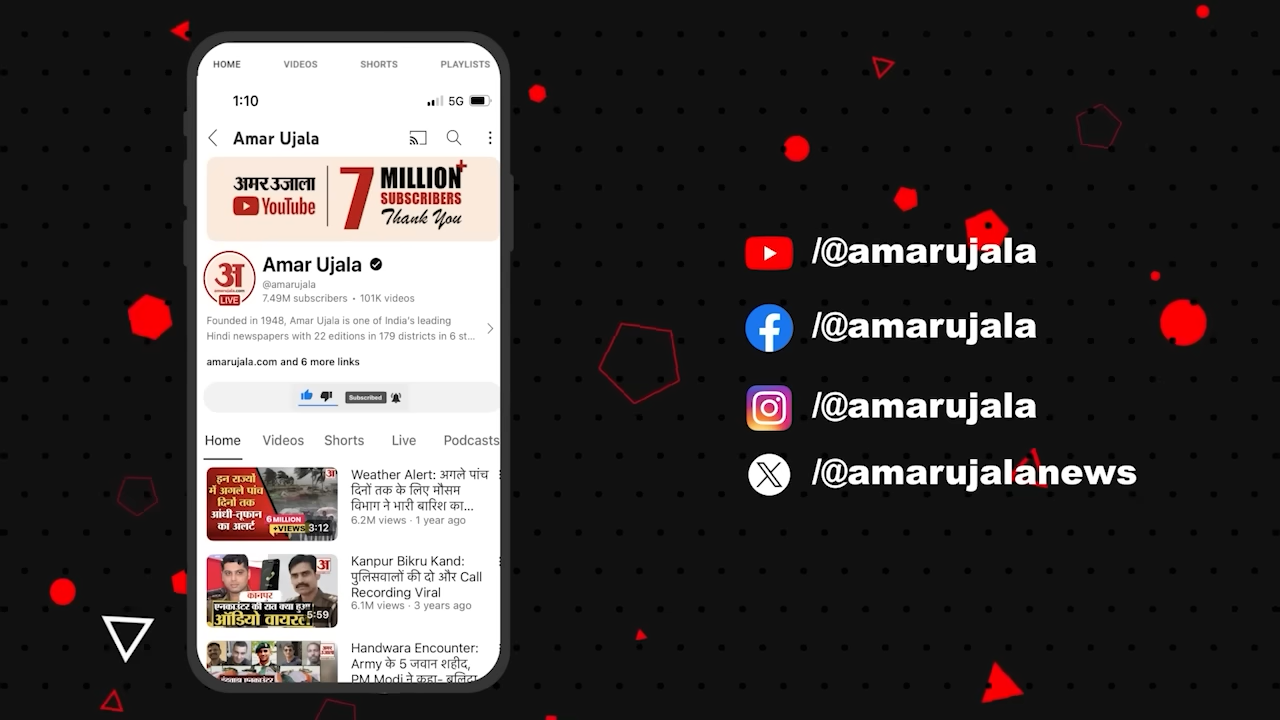 HOME VIDEOS SHORTS PLAYLISTS
1:10 5G
Amar Ujala
अमर उजाला
YouTube
7 MILLION+
SUBSCRIBERS
Thank You
अ
LIVE
Amar Ujala
@amarujala
7.49M subscribers • 101K videos
Founded in 1948, Amar Ujala is one of India's leading
Hindi newspapers with 22 editions in 179 districts in 6 st...
amarujala.com and 6 more links
Subscribed
Home Videos Shorts Live Podcasts
इन राज्यों
में अगले पांच
दिनों तक
आंधी-तूफान
का अलर्ट
अ
6 MILLION
+VIEWS
3:12
Weather Alert: अगले पांच
दिनों तक के लिए मौसम
विभाग ने भारी बारिश का...
6.2M views · 1 year ago
अ
कानपुर
एनकाउंटर की रात क्या हुआ
ऑडियो वायरल
5:59
Kanpur Bikru Kand:
पुलिसवालों की दो और Call
Recording Viral
6.1M views · 3 years ago
Handwara Encounter:
Army के 5 जवान शहीद,
PM Modi ने कहा- बलिदान
/@amarujala
/@amarujala
/@amarujala
/@amarujalanews